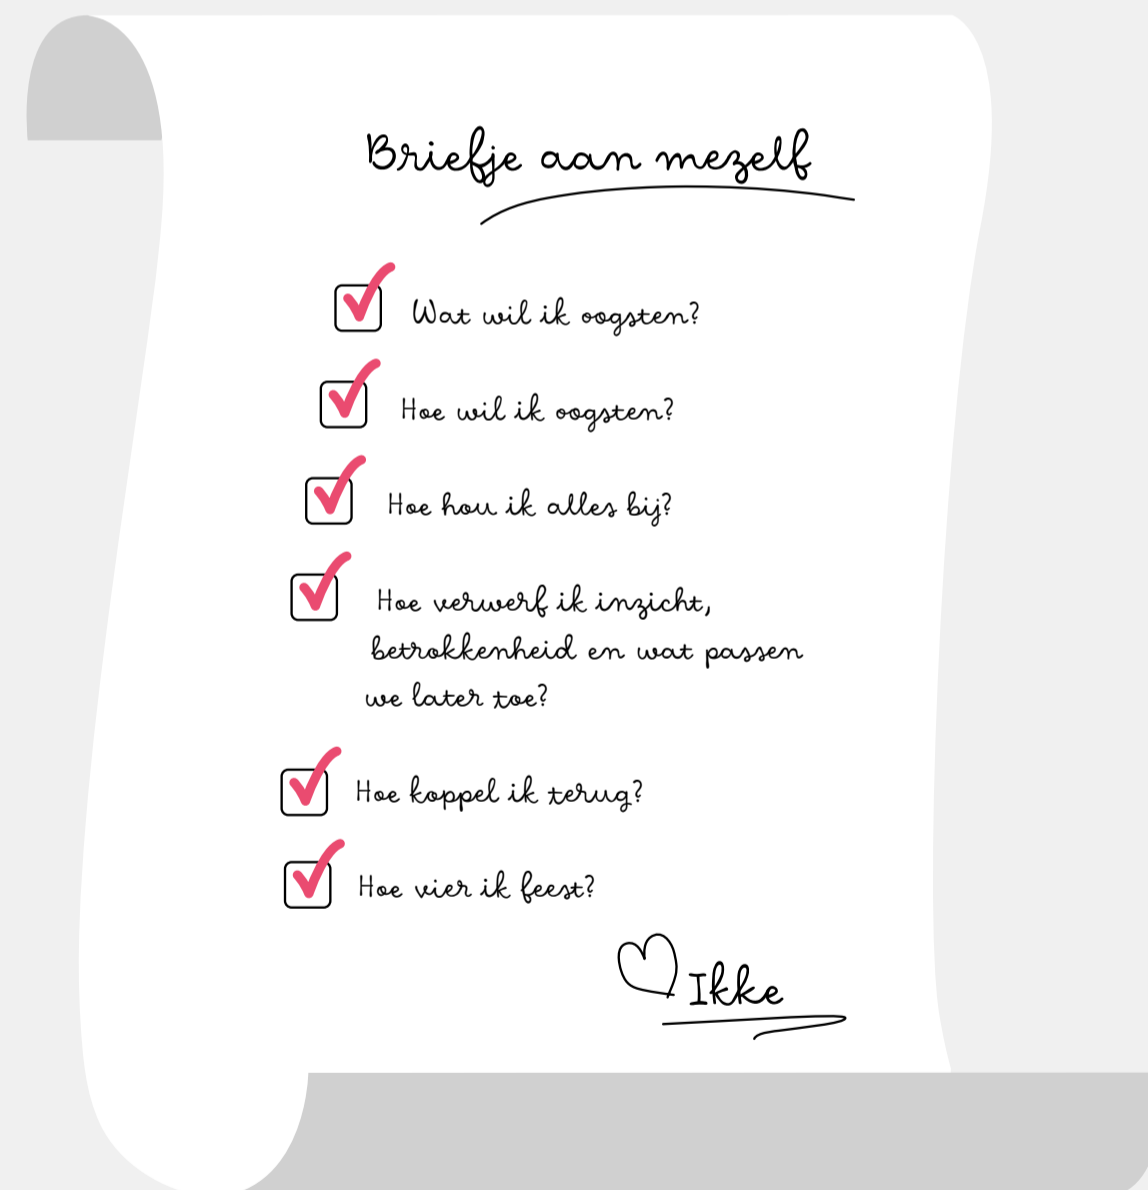 Briefje aan mezelf
Wat wil ik oogsten?
Hoe wil ik oogsten?
Hoe hou ik alles bij?
Hoe verwerf ik inzicht,
betrokkenheid en wat passen
we later toe?
Hoe koppel ik terug?
Hoe vier ik feest?
Ikke